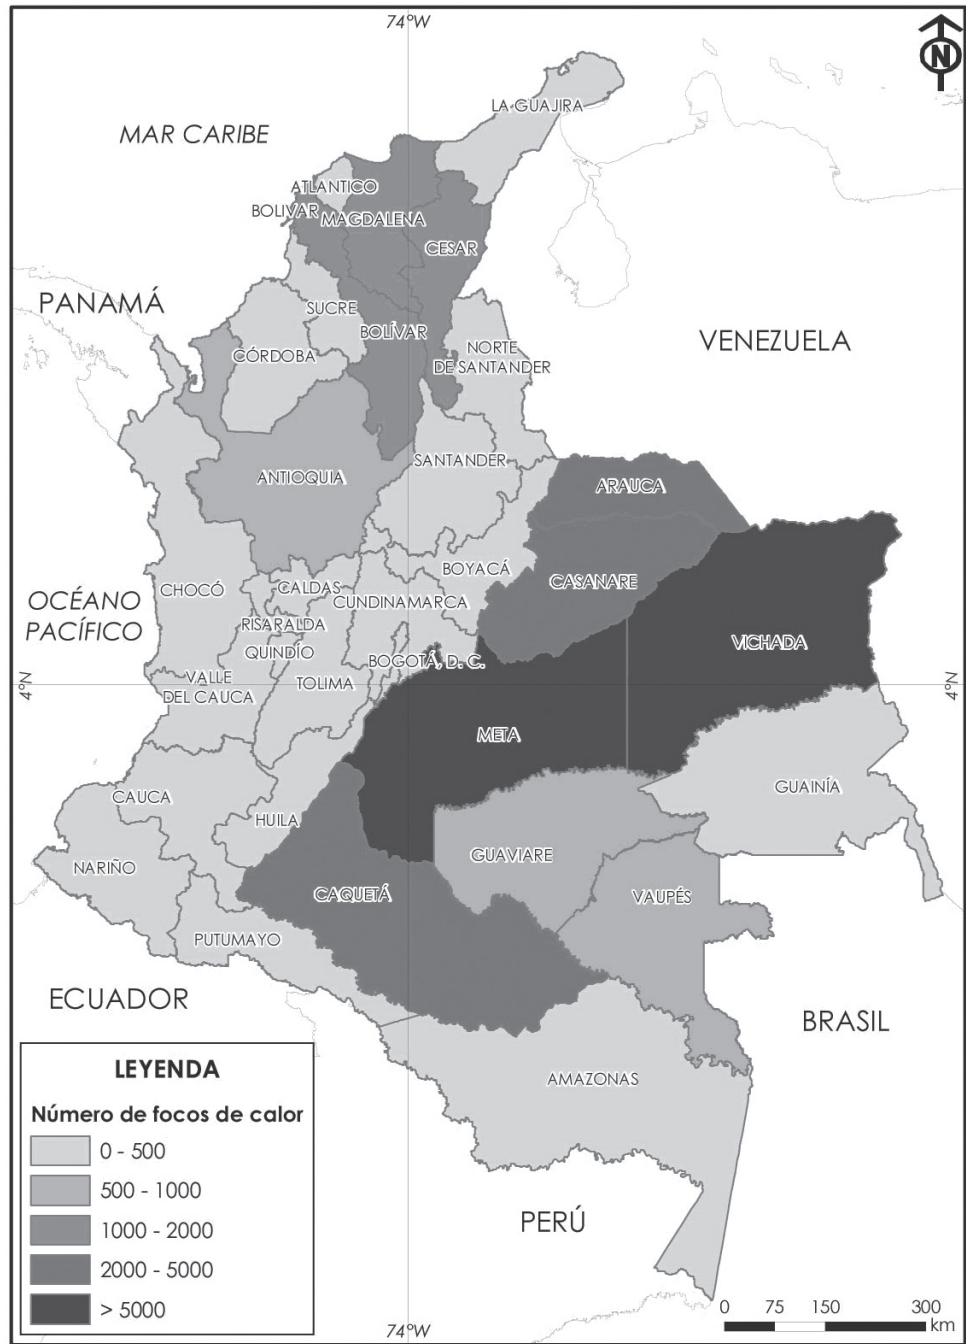 74°W
N
LA GUAJIRA
MAR CARIBE
ATLANTICO
BOLIVAR
MAGDALENA
CESAR
PANAMÁ
SUCRE
BOLÍVAR
VENEZUELA
CÓRDOBA
NORTE
DE SANTANDER
ANTIOQUIA
SANTANDER
ARAUCA
CHOCÓ
CALDAS
BOYACÁ
CASANARE
OCÉANO
PACÍFICO
CUNDINAMARCA
RISARALDA
QUINDÍO
BOGOTÁ, D. C.
VICHADA
VALLE
DEL CAUCA
TOLIMA
4°N
4°N
META
CAUCA
HUILA
GUAINÍA
NARIÑO
GUAVIARE
CAQUETÁ
VAUPÉS
PUTUMAYO
ECUADOR
BRASIL
AMAZONAS
PERÚ
LEYENDA
Número de focos de calor
0 - 500
500 - 1000
1000 - 2000
2000 - 5000
> 5000
0 75 150 300
km
74°W